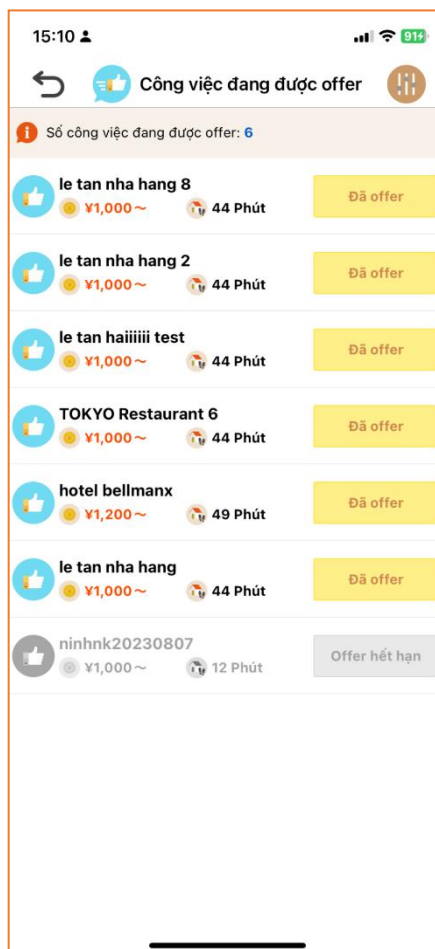 15:10
91
Công việc đang được offer
Số công việc đang được offer: 6
le tan nha hang 8
¥1,000~ 44 Phút
Đã offer
le tan nha hang 2
¥1,000~ 44 Phút
Đã offer
le tan haiiiiii test
¥1,000~ 44 Phút
Đã offer
TOKYO Restaurant 6
¥1,000~ 44 Phút
Đã offer
hotel bellmanx
¥1,200~ 49 Phút
Đã offer
le tan nha hang
¥1,000~ 44 Phút
Đã offer
ninhnk20230807
¥1,000~ 12 Phút
Offer hết hạn